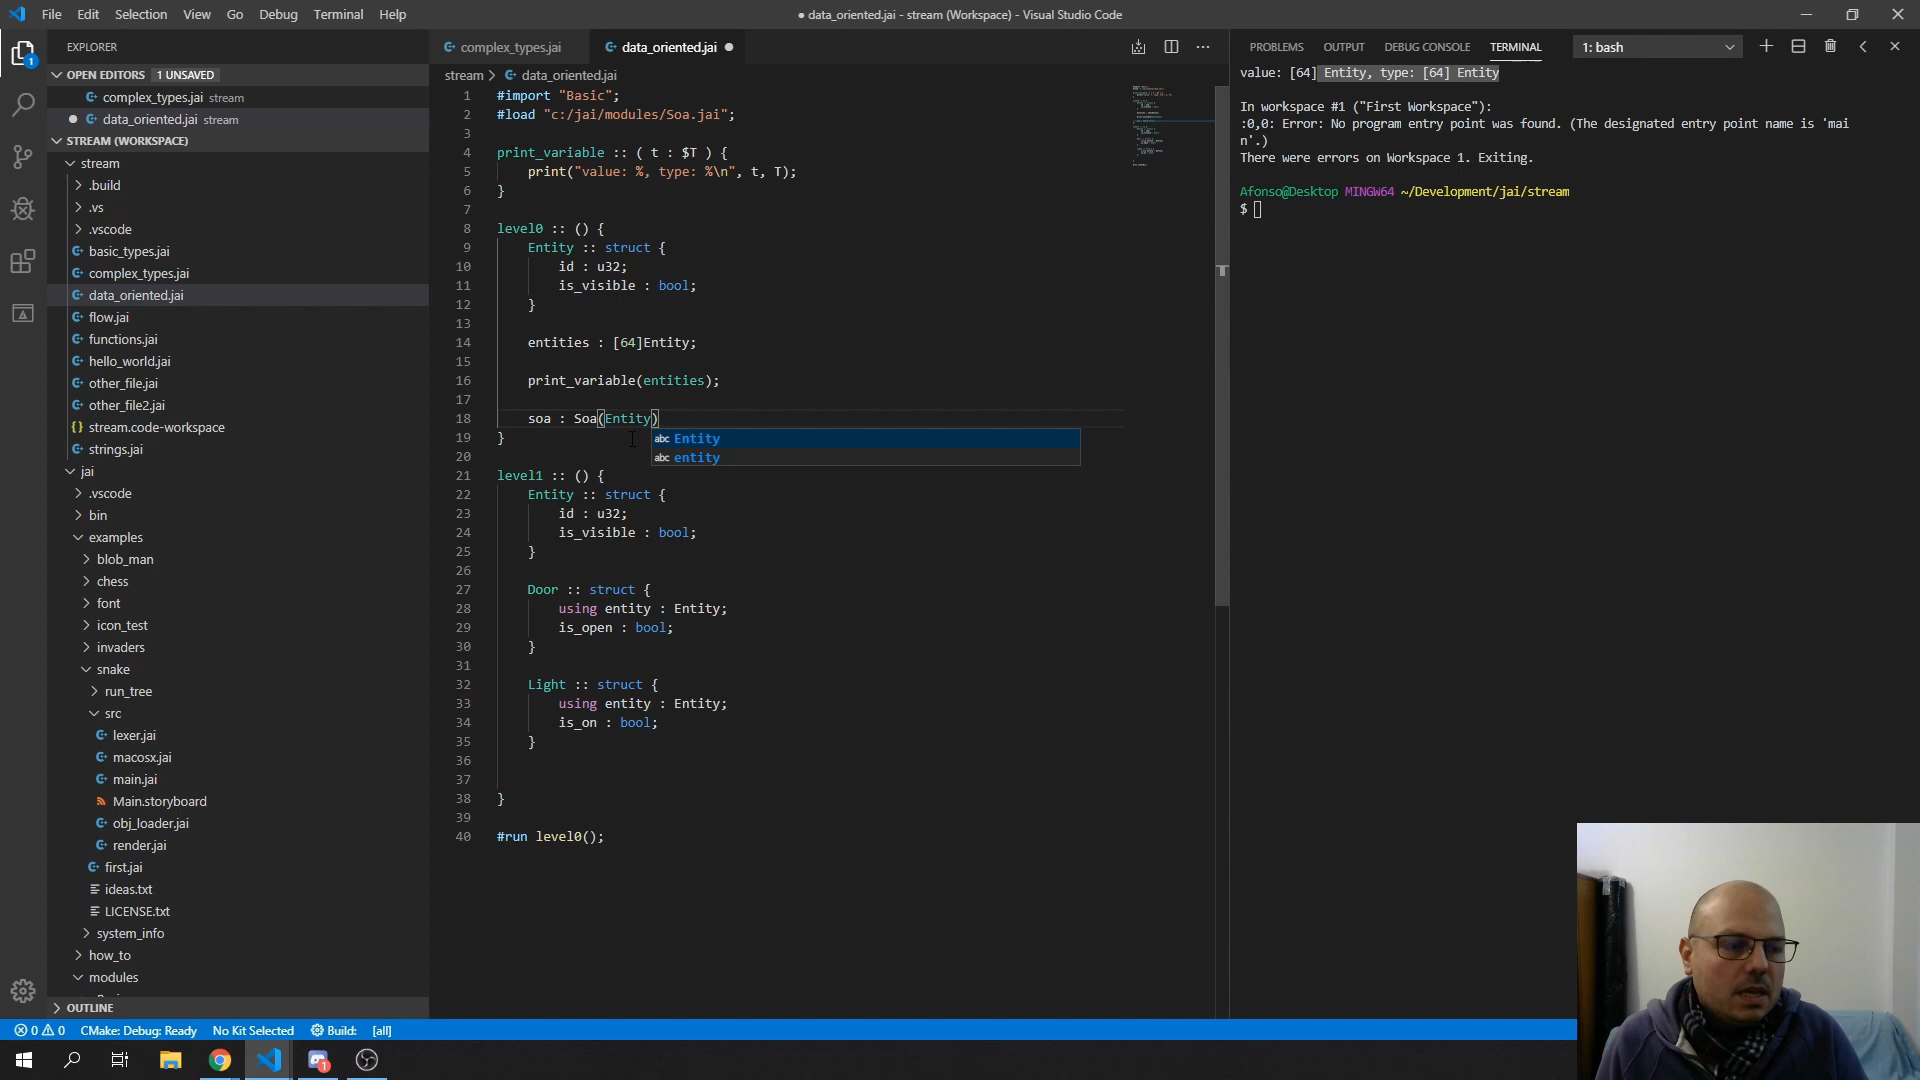 File Edit Selection View Go Debug Terminal Help
● data_oriented.jai - stream (Workspace) - Visual Studio Code
EXPLORER
OPEN EDITORS 1 UNSAVED
complex_types.jai stream
data_oriented.jai stream
STREAM (WORKSPACE)
stream
.build
.vs
.vscode
basic_types.jai
complex_types.jai
data_oriented.jai
flow.jai
functions.jai
hello_world.jai
other_file.jai
other_file2.jai
stream.code-workspace
strings.jai
jai
.vscode
bin
examples
blob_man
chess
font
icon_test
invaders
snake
run_tree
src
lexer.jai
macosx.jai
main.jai
Main.storyboard
obj_loader.jai
render.jai
first.jai
ideas.txt
LICENSE.txt
system_info
how_to
modules
OUTLINE
complex_types.jai data_oriented.jai
stream > data_oriented.jai
1 #import "Basic";
2 #load "c:/jai/modules/Soa.jai";
3
4 print_variable :: ( t : $T ) {
5 print("value: %, type: %\n", t, T);
6 }
7
8 level0 :: () {
9 Entity :: struct {
10 id : u32;
11 is_visible : bool;
12 }
13
14 entities : [64]Entity;
15
16 print_variable(entities);
17
18 soa : Soa(Entity)
19 }
abc Entity
abc entity
20
21 level1 :: () {
22 Entity :: struct {
23 id : u32;
24 is_visible : bool;
25 }
26
27 Door :: struct {
28 using entity : Entity;
29 is_open : bool;
30 }
31
32 Light :: struct {
33 using entity : Entity;
34 is_on : bool;
35 }
36
37
38 }
39
40 #run level0();
PROBLEMS OUTPUT DEBUG CONSOLE TERMINAL 1: bash
value: [64] Entity, type: [64] Entity
In workspace #1 ("First Workspace"):
:0,0: Error: No program entry point was found. (The designated entry point name is 'mai
n'.)
There were errors on Workspace 1. Exiting.
Afonso@Desktop MINGW64 ~/Development/jai/stream
$
0 0 CMake: Debug: Ready No Kit Selected Build: [all]